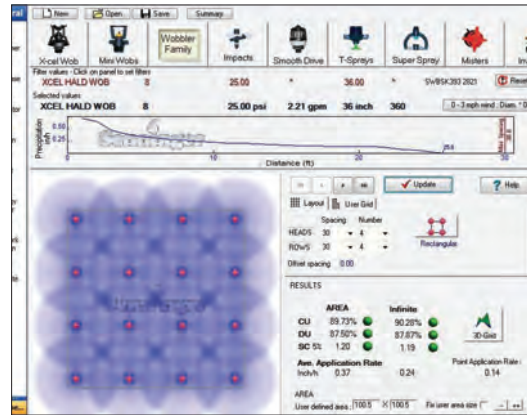 ral New Open Save Summap
X-cel Wob Mini Wobs Wobbler Family Impacts Smooth Drive T-Sprays Super Spray Misters
Filter values - Click on panel to set filters
XCEL HALD WOB 8 25.00 * 36.00 * SWBSK393 2021
Selected values
XCEL HALD WOB 8 25.00 psi 2.21 gpm 36 inch 360 0 - 3 mph wind : Diam.
Precipitation in/h
0.50
0.25
0 10 20 30
Distance (ft)
Update ? Help
Layout User Grid
Spacing Number
HEADS 30 4
ROWS 30 4
Rectangular
Offset spacing 0.00
RESULTS
AREA Infinite
CU 89.73% 90.28%
DU 87.50% 87.87%
SC 5% 1.20 1.19
3D-Grid
Ave. Application Rate Point Application Rate:
Inch/h 0.37 0.24 0.14
AREA
User defined area: 100.5 X 100.5 Fix user area size